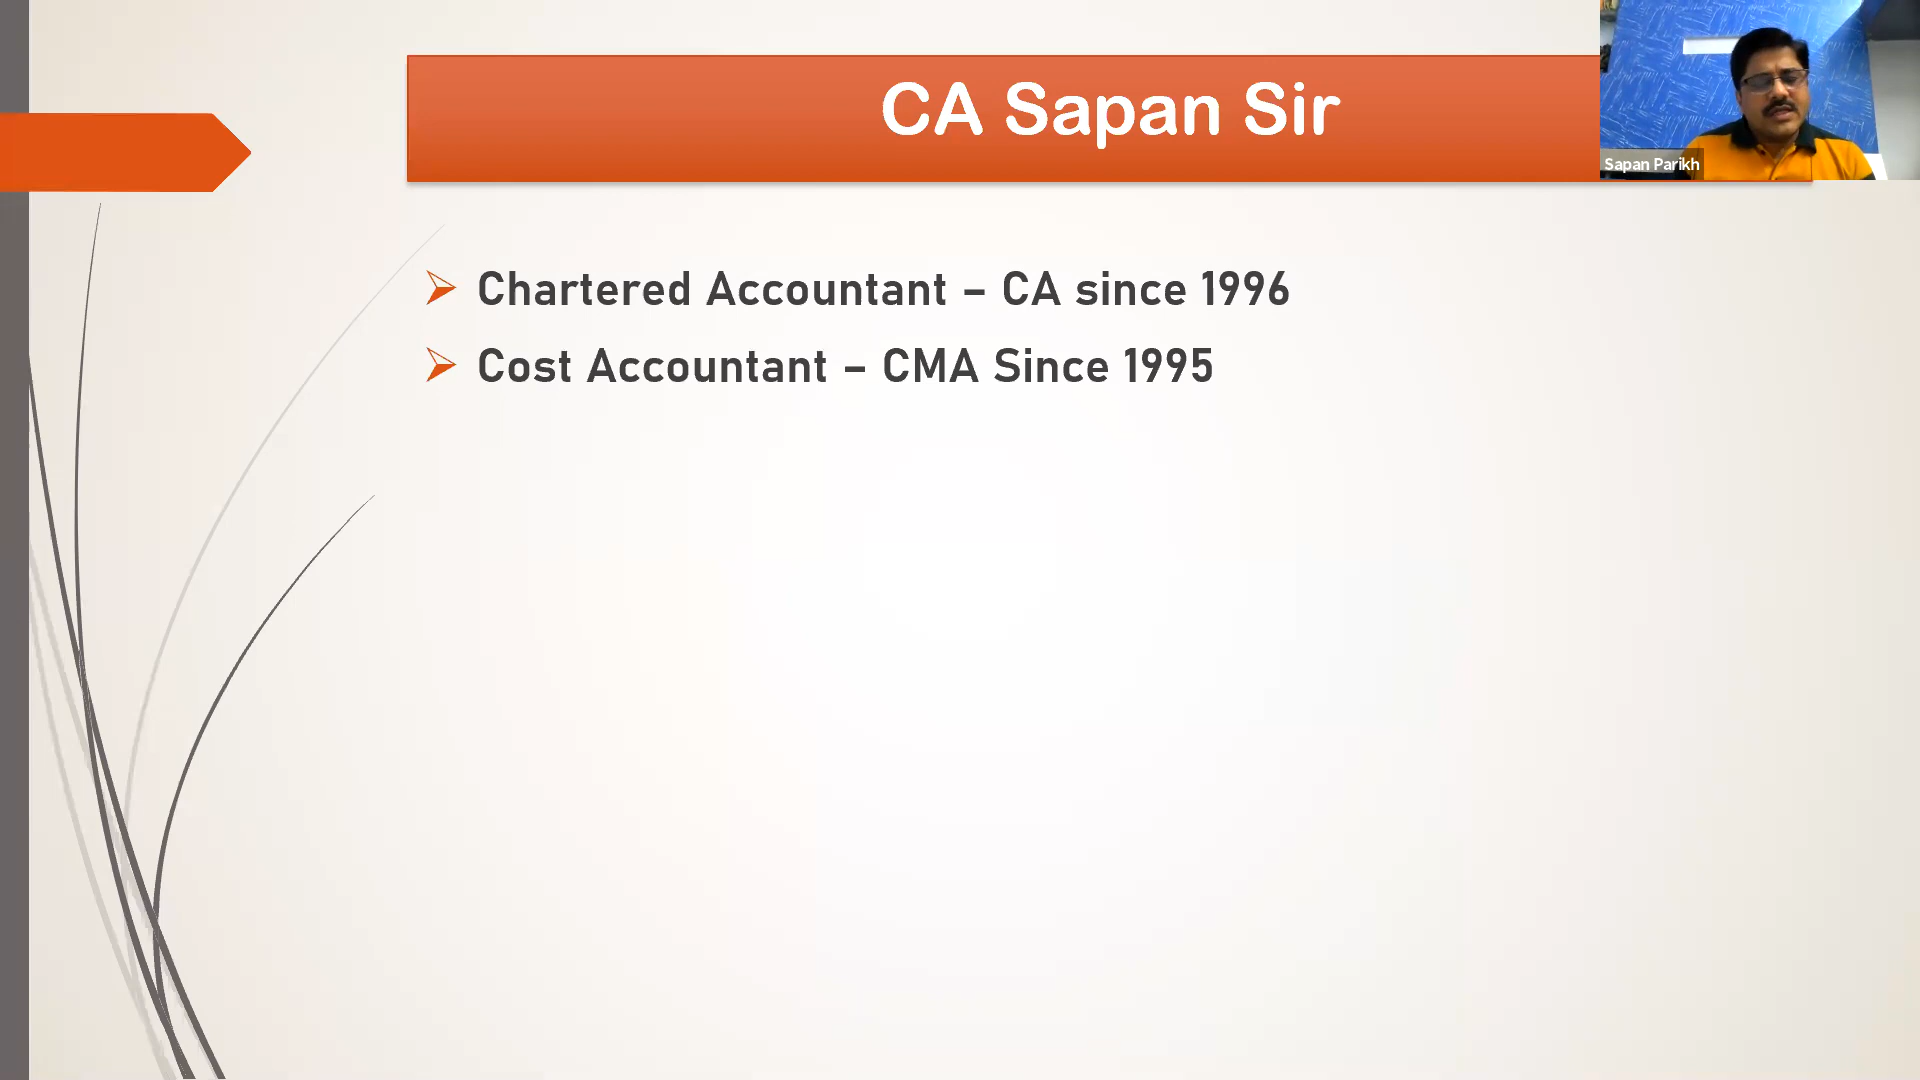 CA Sapan Sir
Sapan Parikh
Chartered Accountant – CA since 1996
Cost Accountant – CMA Since 1995